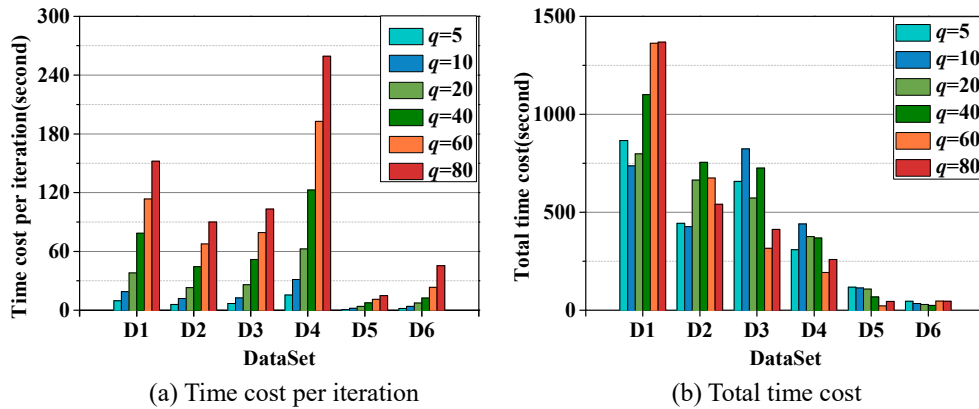 300
240
180
120
60
0
Time cost per iteration(second)
q=5
q=10
q=20
q=40
q=60
q=80
D1 D2 D3 D4 D5 D6
DataSet
(a) Time cost per iteration
1500
1000
500
0
Total time cost(second)
q=5
q=10
q=20
q=40
q=60
q=80
D1 D2 D3 D4 D5 D6
DataSet
(b) Total time cost